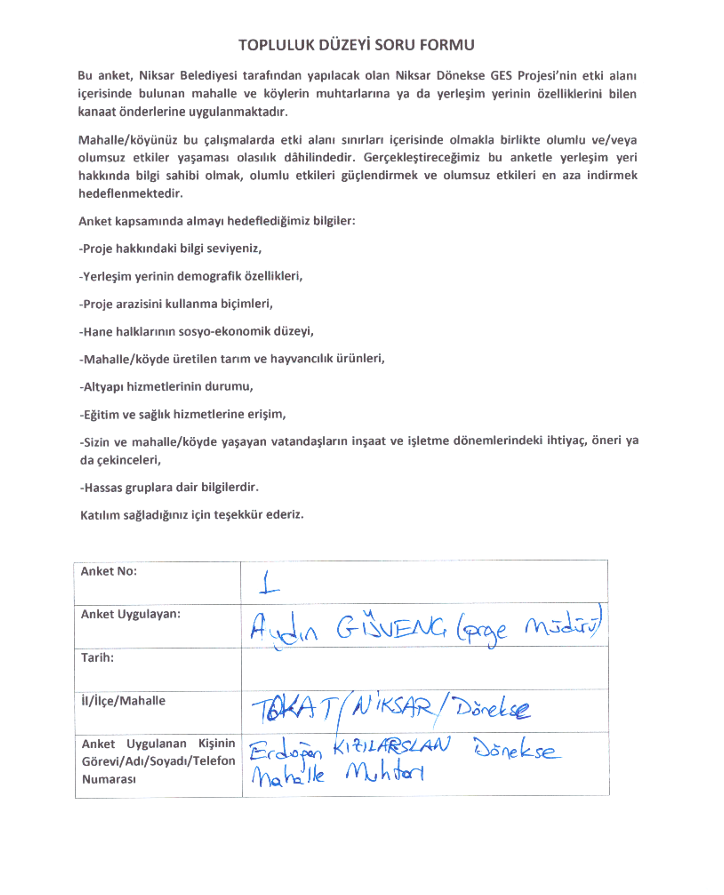 TOPLULUK DÜZEYİ SORU FORMU
Bu anket, Niksar Belediyesi tarafından yapılacak olan Niksar Dönekse GES Projesi'nin etki alanı
içerisinde bulunan mahalle ve köylerin muhtarlarına ya da yerleşim yerinin özelliklerini bilen
kanaat önderlerine uygulanmaktadır.
Mahalle/köyünüz bu çalışmalarda etki alanı sınırları içerisinde olmakla birlikte olumlu ve/veya
olumsuz etkiler yaşaması olasılık dâhilindedir. Gerçekleştireceğimiz bu anketle yerleşim yeri
hakkında bilgi sahibi olmak, olumlu etkileri güçlendirmek ve olumsuz etkileri en aza indirmek
hedeflenmektedir.
Anket kapsamında almayı hedeflediğimiz bilgiler:
-Proje hakkındaki bilgi seviyeniz,
-Yerleşim yerinin demografik özellikleri,
-Proje arazisini kullanma biçimleri,
-Hane halklarının sosyo-ekonomik düzeyi,
-Mahalle/köyde üretilen tarım ve hayvancılık ürünleri,
-Altyapı hizmetlerinin durumu,
-Eğitim ve sağlık hizmetlerine erişim,
-Sizin ve mahalle/köyde yaşayan vatandaşların inşaat ve işletme dönemlerindeki ihtiyaç, öneri ya
da çekinceleri,
-Hassas gruplara dair bilgilerdir.
Katılım sağladığınız için teşekkür ederiz.
Anket No: 1
Anket Uygulayan: Aydın GÜVENÇ (proje Müdürü)
Tarih:
İl/İlçe/Mahalle TOKAT/NİKSAR/Dönekse
Anket Uygulanan Kişinin Erdoğan KIZILARSLAN Dönekse
Görevi/Adı/Soyadı/Telefon Mahalle Muhtarı
Numarası